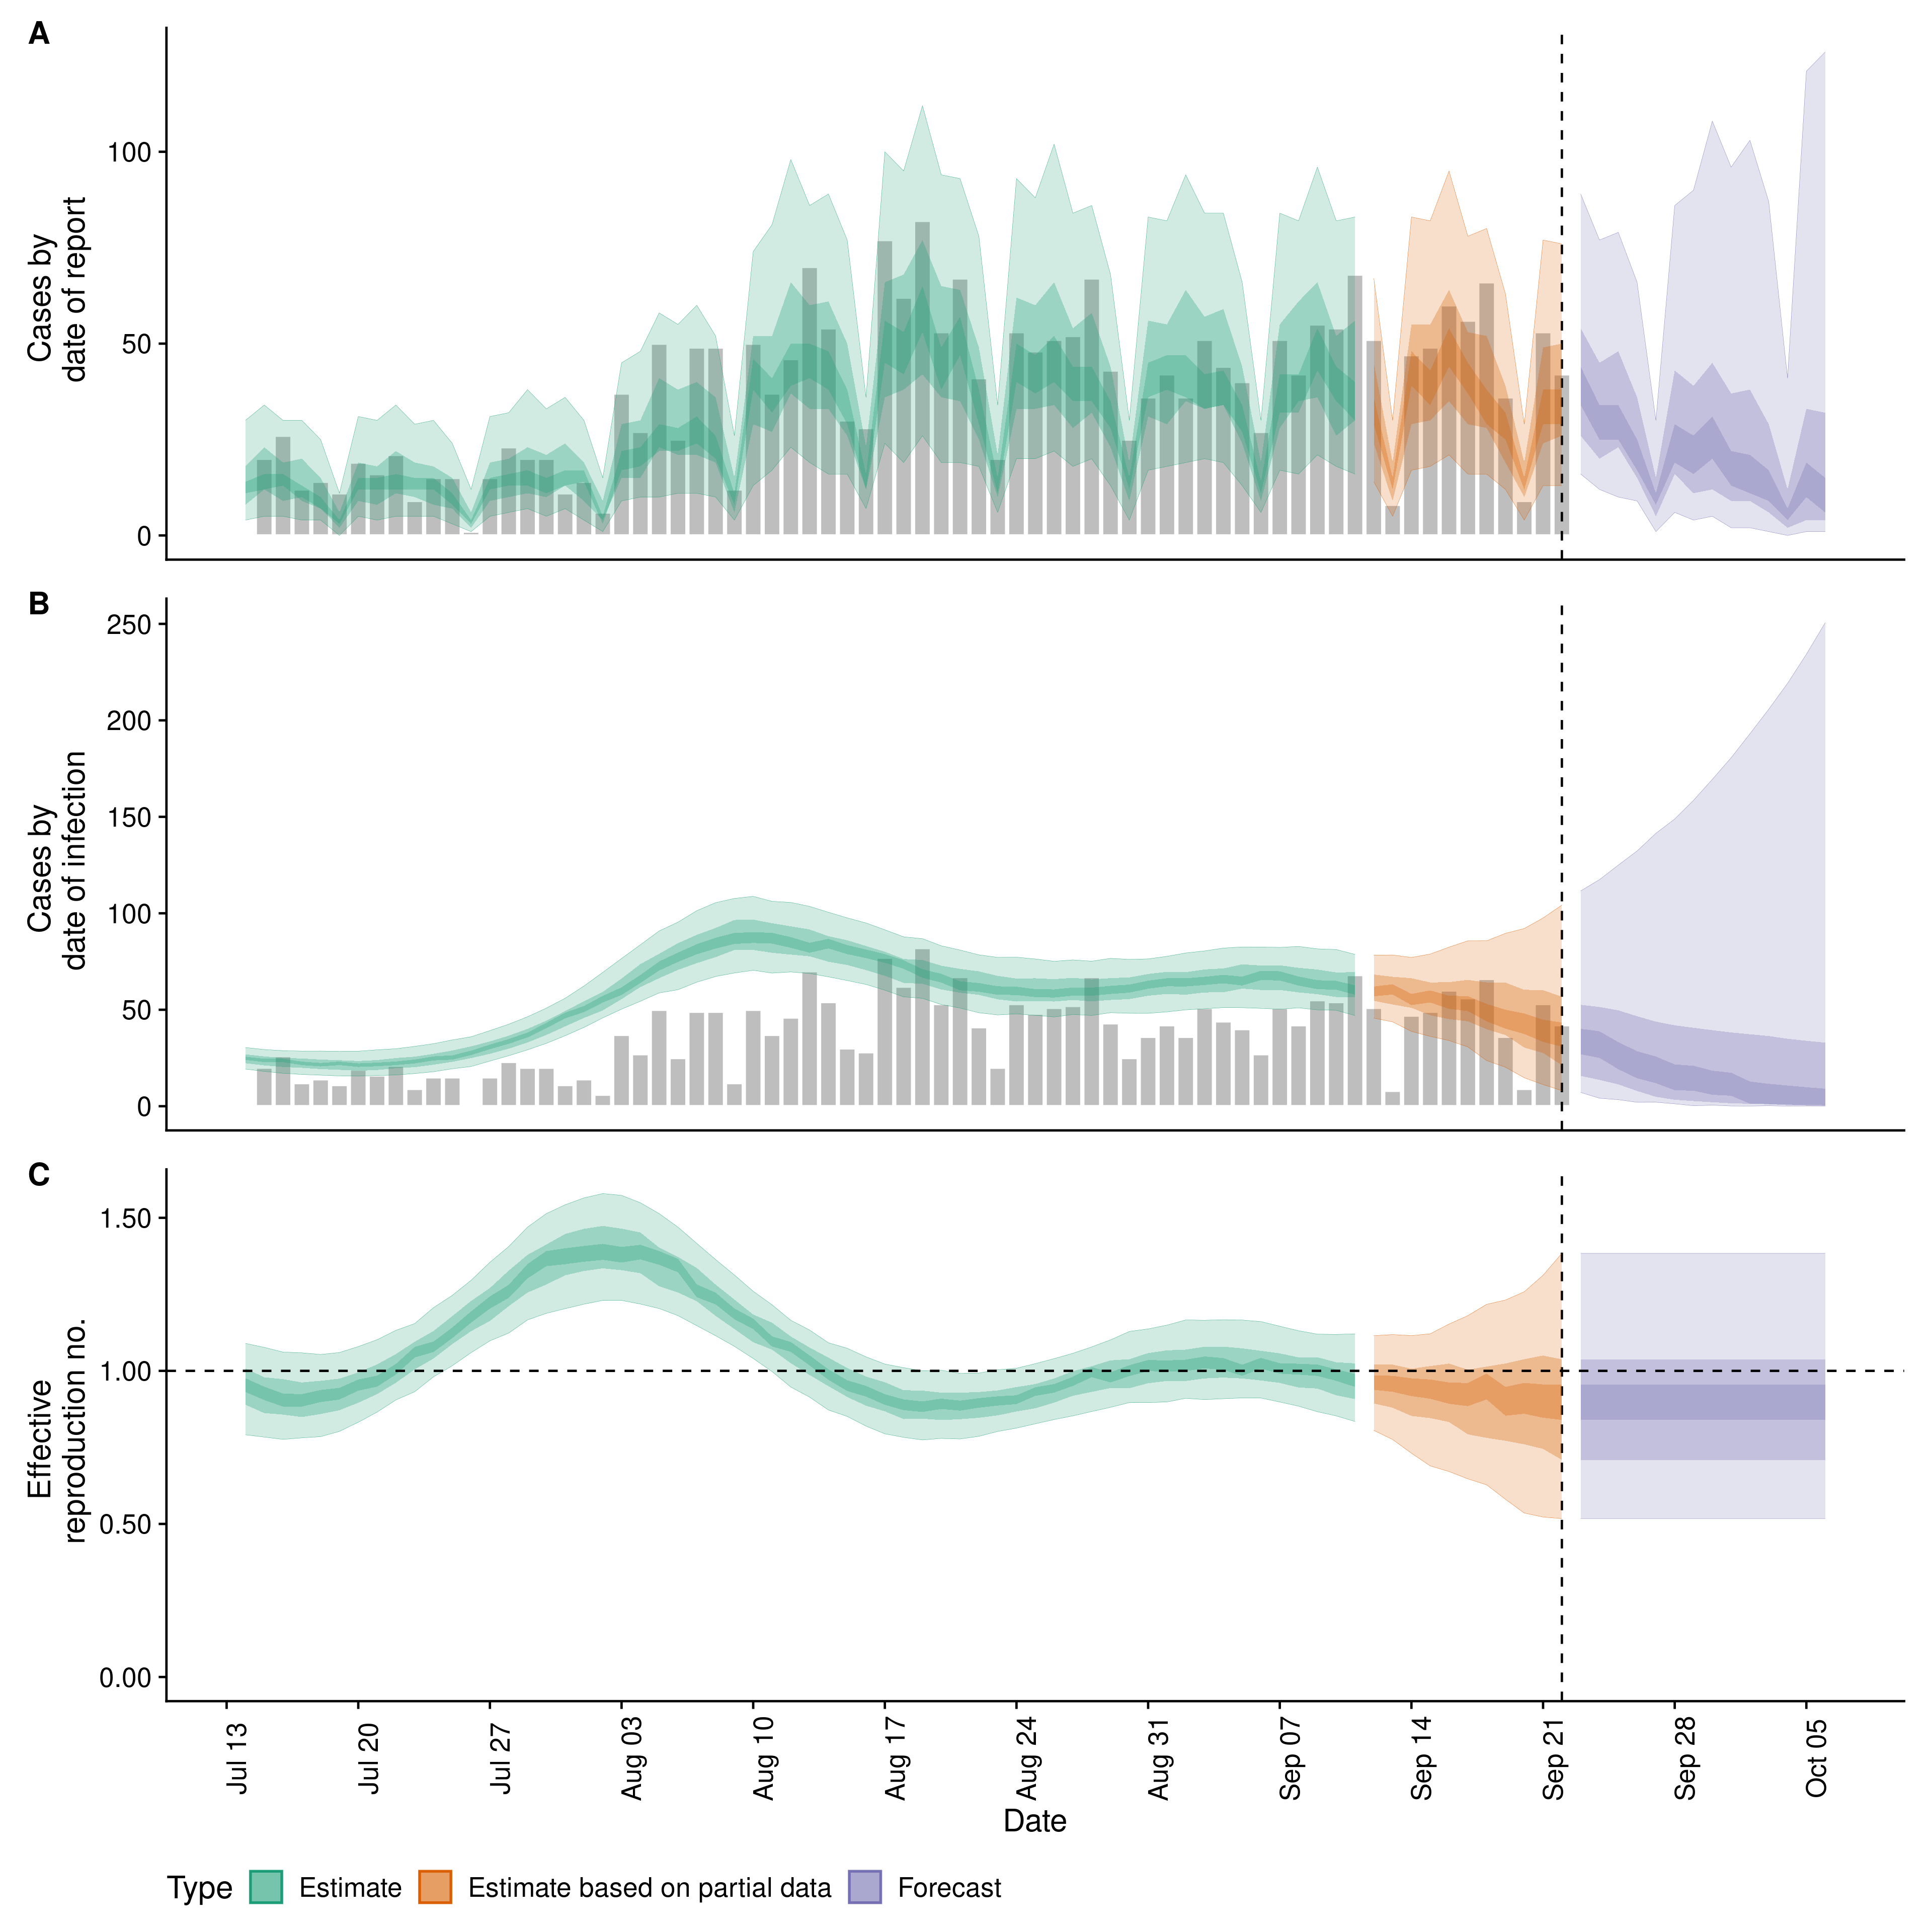 A
Cases by
date of report
100
50
0
B
Cases by
date of infection
250
200
150
100
50
0
C
Effective
reproduction no.
1.50
1.00
0.50
0.00
Jul 13
Jul 20
Jul 27
Aug 03
Aug 10
Aug 17
Aug 24
Aug 31
Sep 07
Sep 14
Sep 21
Sep 28
Oct 05
Date
Type Estimate Estimate based on partial data Forecast